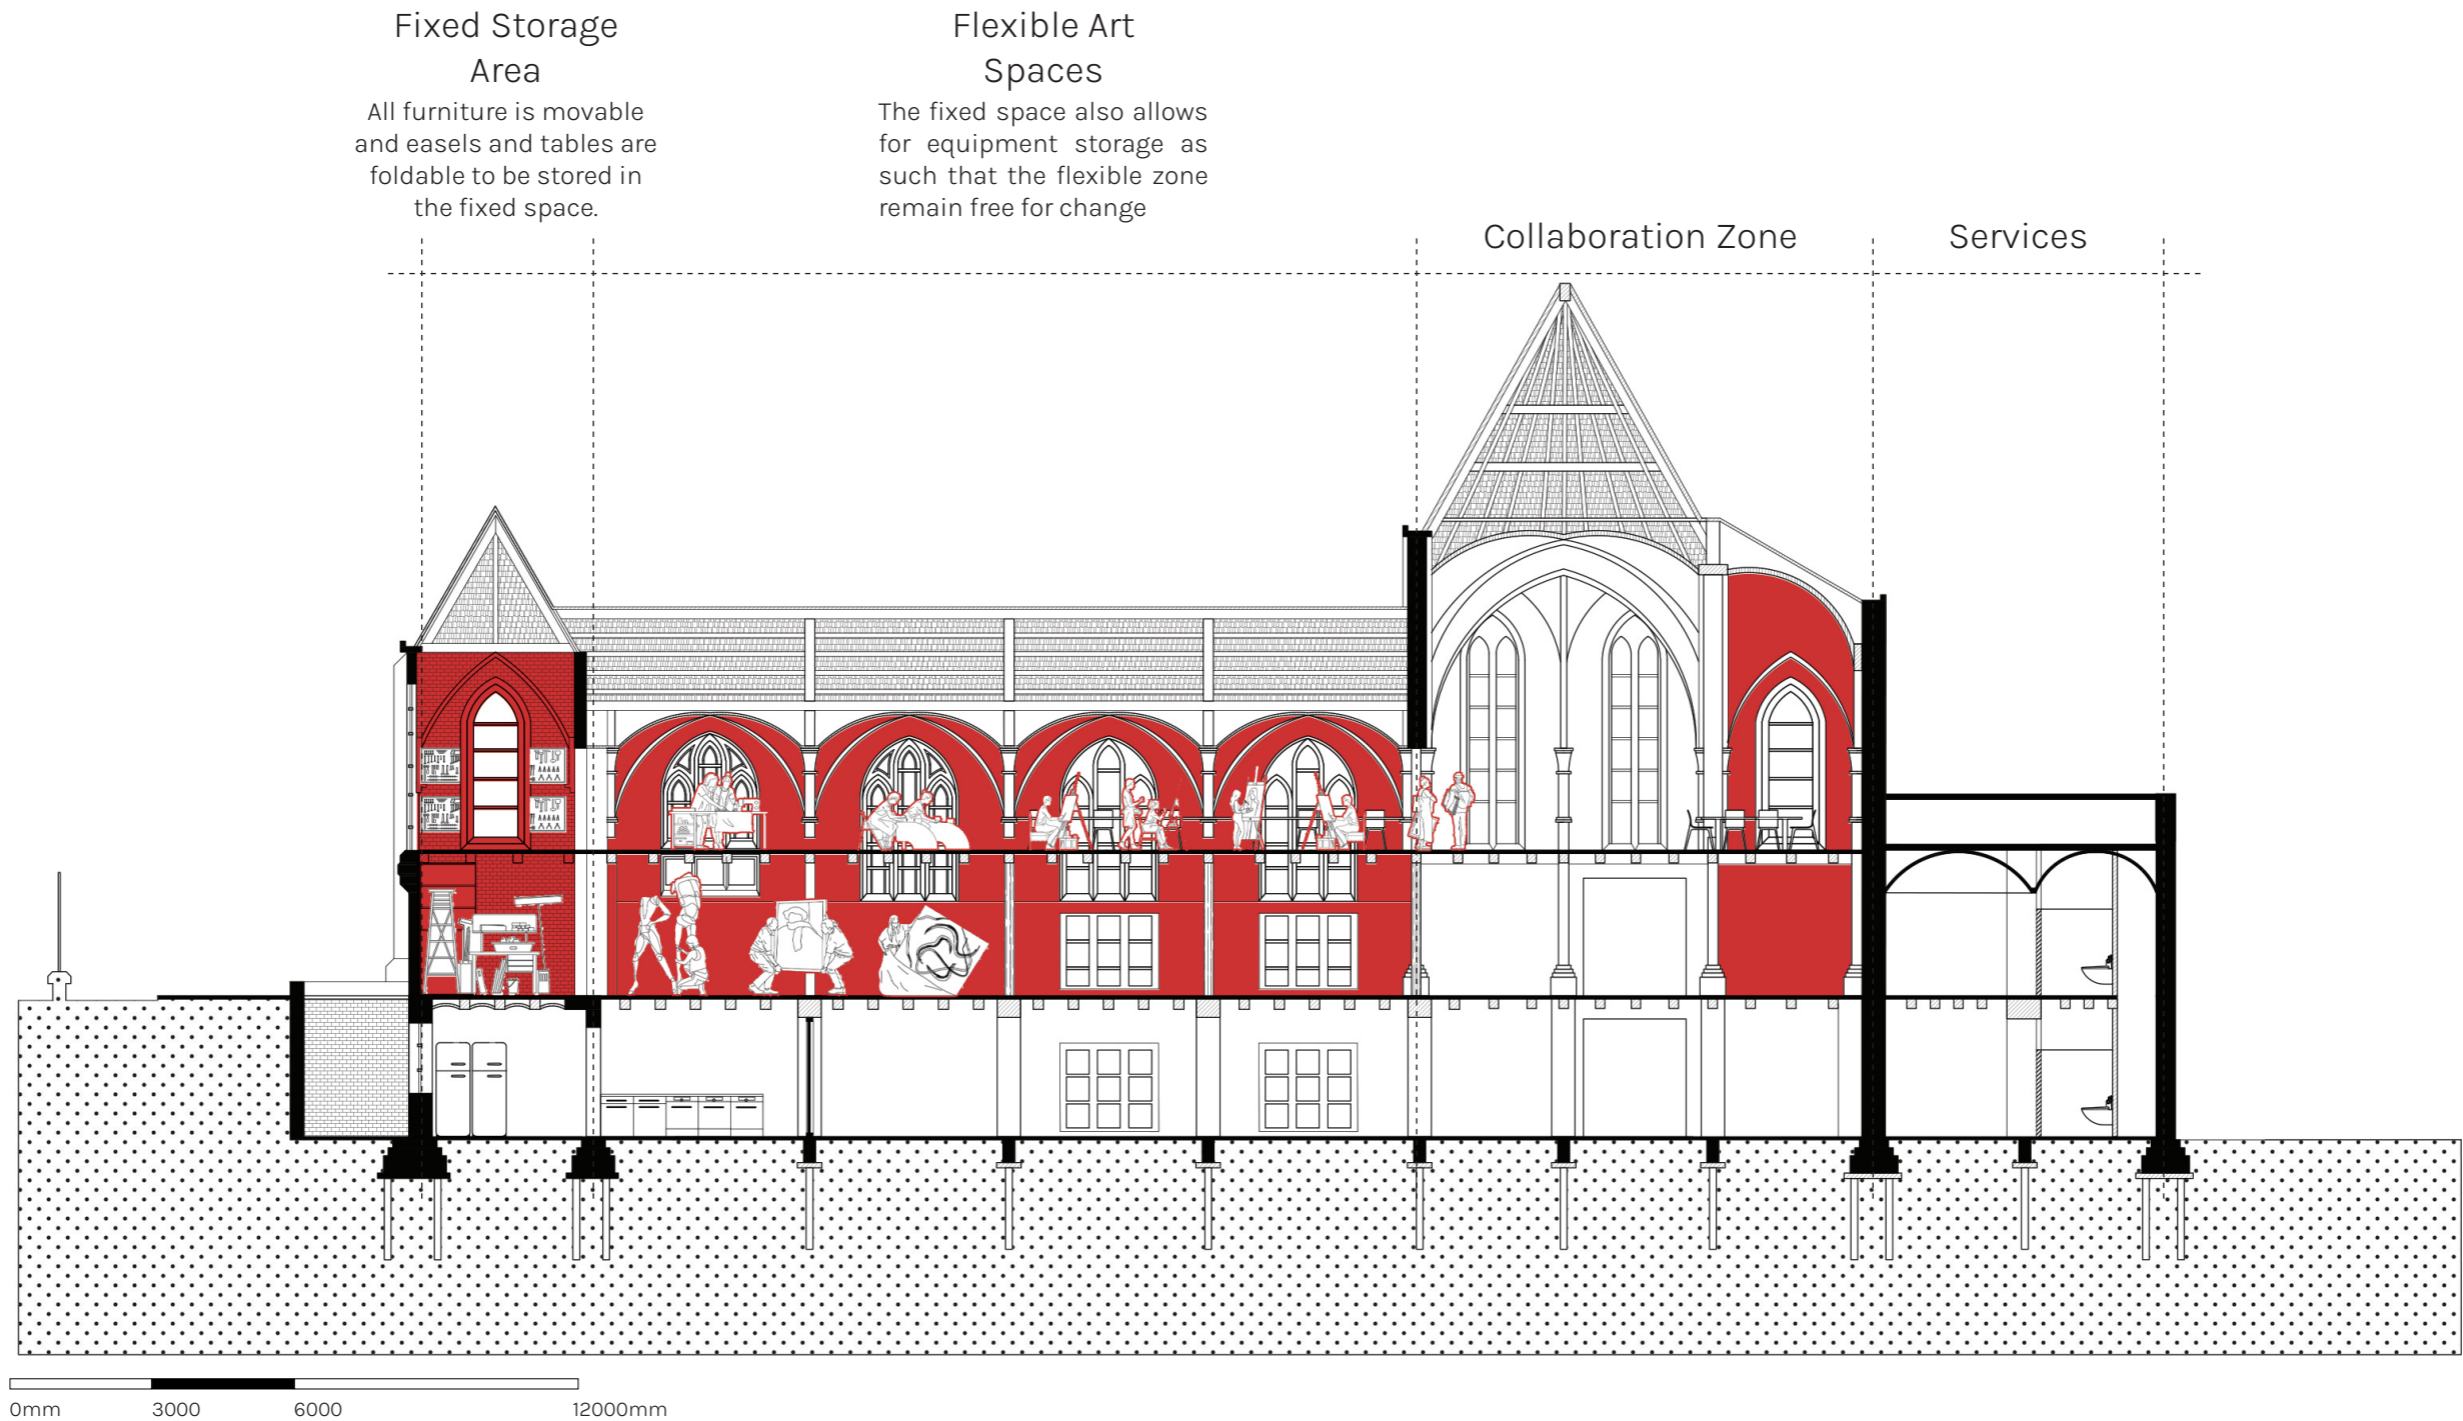 Fixed Storage
Area
All furniture is movable
and easels and tables are
foldable to be stored in
the fixed space.
Flexible Art
Spaces
The fixed space also allows
for equipment storage as
such that the flexible zone
remain free for change
Collaboration Zone
Services
0mm
3000
6000
12000mm